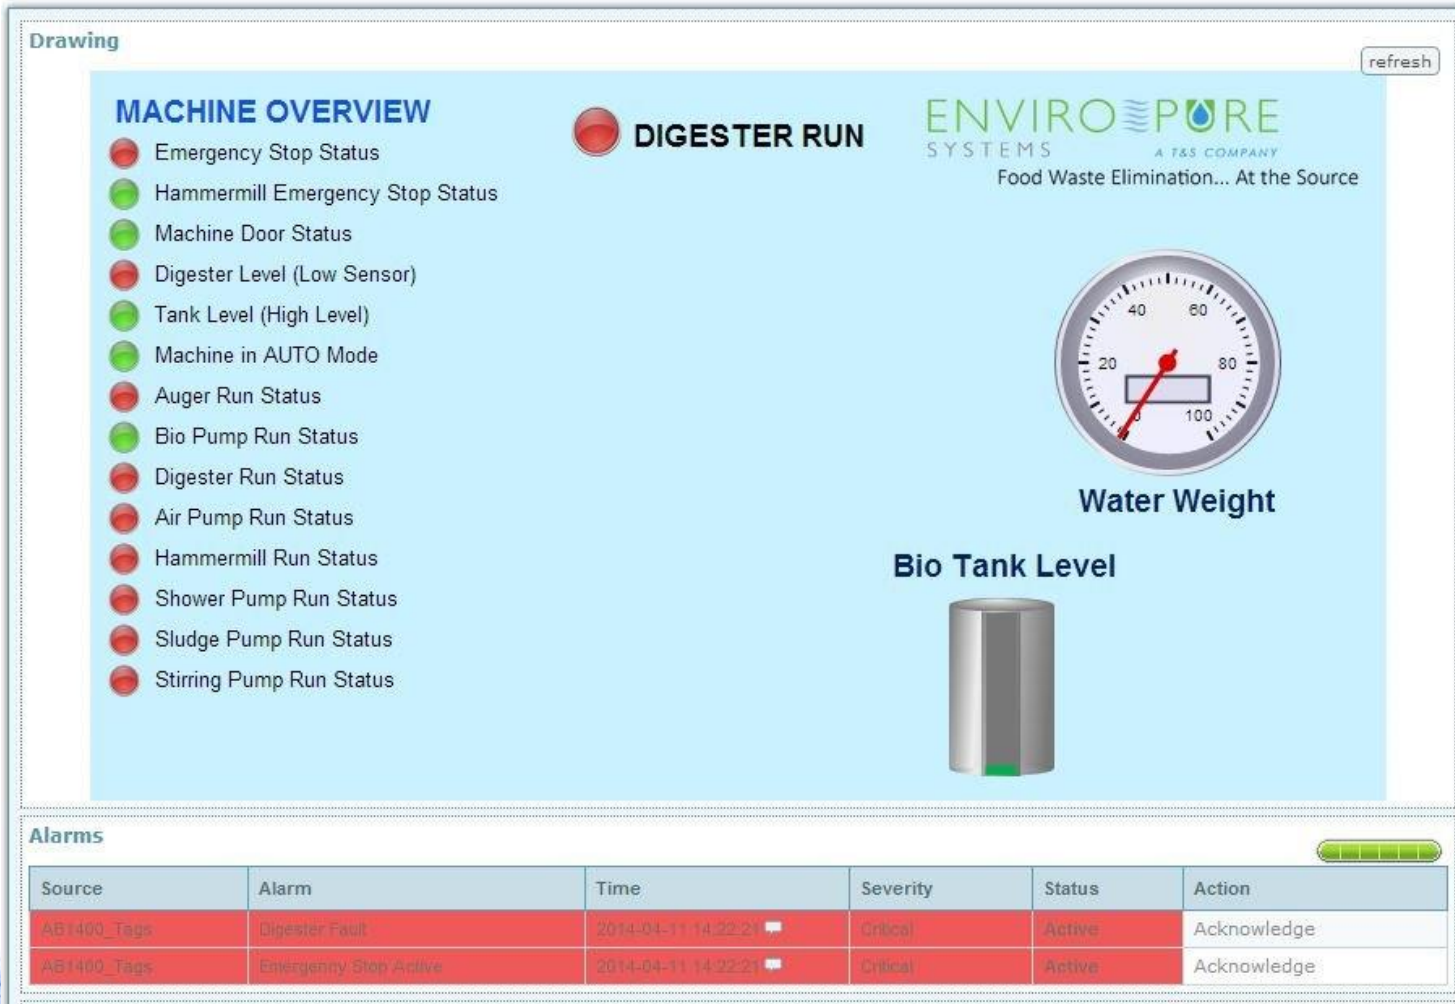 Drawing
refresh
MACHINE OVERVIEW
Emergency Stop Status
Hammermill Emergency Stop Status
Machine Door Status
Digester Level (Low Sensor)
Tank Level (High Level)
Machine in AUTO Mode
Auger Run Status
Bio Pump Run Status
Digester Run Status
Air Pump Run Status
Hammermill Run Status
Shower Pump Run Status
Sludge Pump Run Status
Stirring Pump Run Status
DIGESTER RUN
ENVIRO PURE
SYSTEMS A T&S COMPANY
Food Waste Elimination... At the Source
40 60
20 80
0 100
Water Weight
Bio Tank Level
Alarms
Source Alarm Time Severity Status Action
AB1400_Tags Digester Fault 2014-04-11 14:22:21 Critical Active Acknowledge
AB1400_Tags Emergency Stop Active 2014-04-11 14:22:21 Critical Active Acknowledge